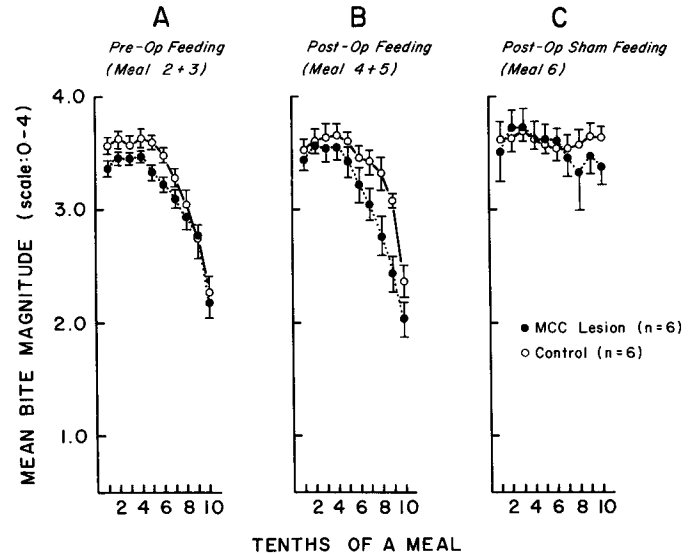 A
B
C
Pre-Op Feeding
(Meal 2+3)
Post-Op Feeding
(Meal 4+5)
Post-Op Sham Feeding
(Meal 6)
MEAN BITE MAGNITUDE (scale:0-4)
4.0
3.0
2.0
1.0
MCC Lesion (n=6)
Control (n=6)
2 4 6 8 10
2 4 6 8 10
2 4 6 8 10
TENTHS OF A MEAL